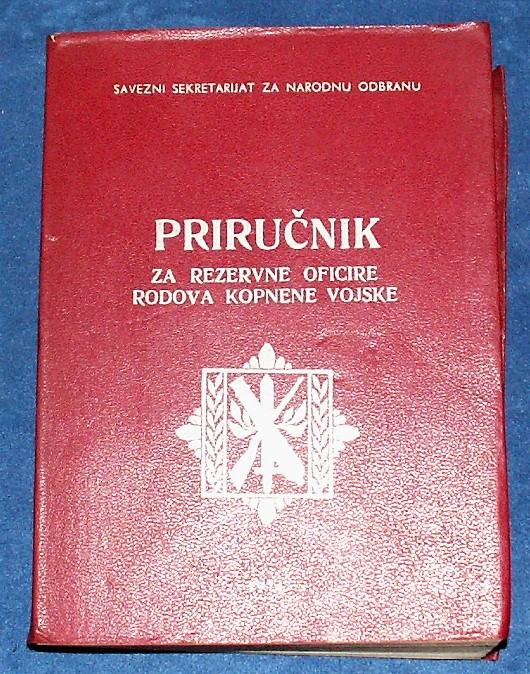 SAVEZNI SEKRETARIJAT ZA NARODNU ODBRANU
PRIRUČNIK
ZA REZERVNE OFICIRE
RODOVA KOPNENE VOJSKE